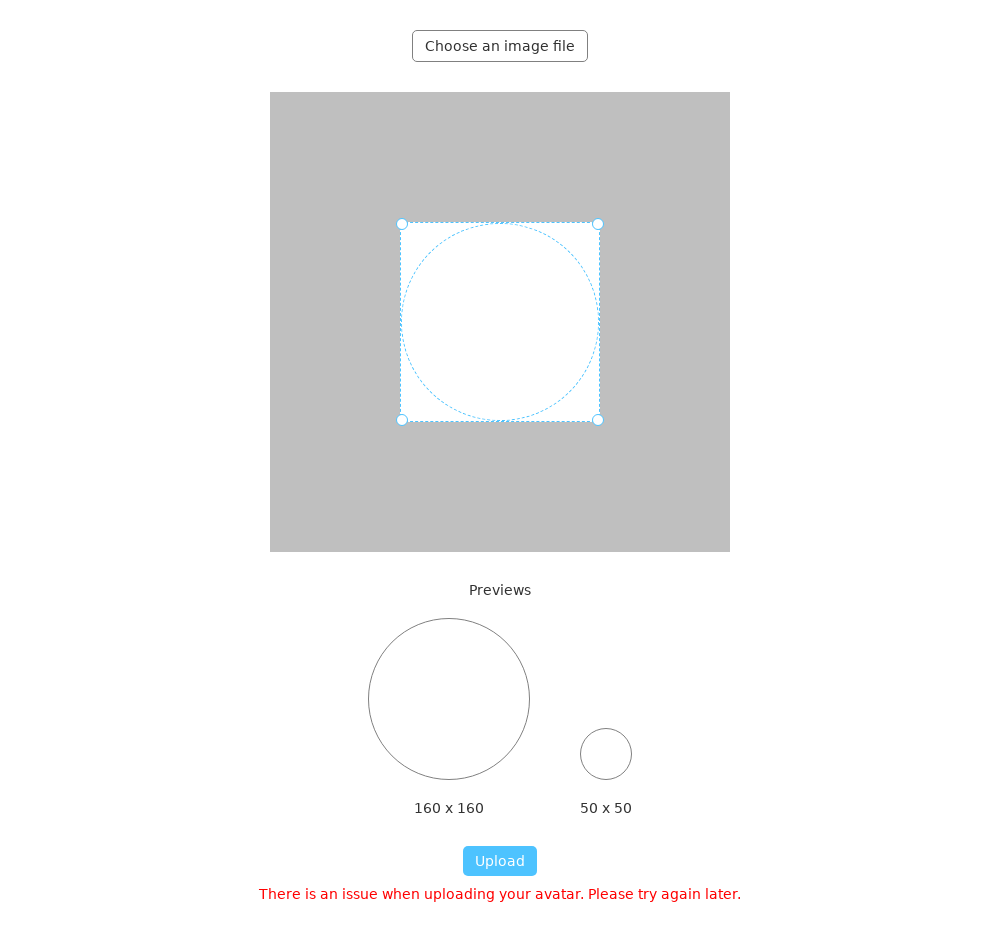 Choose an image file
Previews
160 x 160
50 x 50
Upload
There is an issue when uploading your avatar. Please try again later.